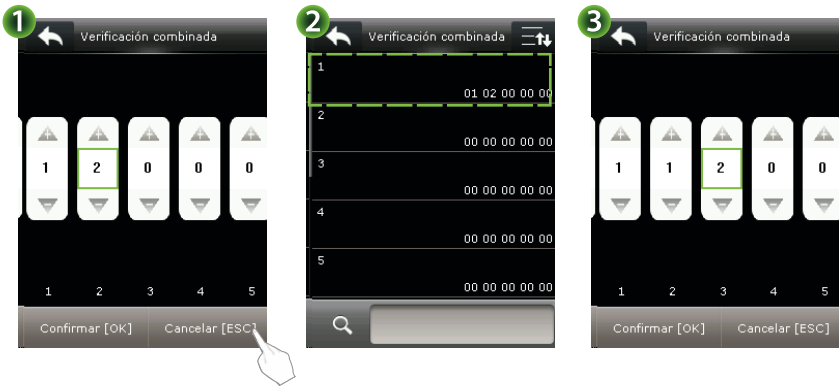 1
Verificación combinada
1 2 0 0 0
1 2 3 4 5
Confirmar [OK] Cancelar [ESC]
2
Verificación combinada
1
01 02 00 00 00
2
00 00 00 00 00
3
00 00 00 00 00
4
00 00 00 00 00
5
00 00 00 00 00
3
Verificación combinada
1 1 2 0 0
1 2 3 4 5
Confirmar [OK] Cancelar [ESC]